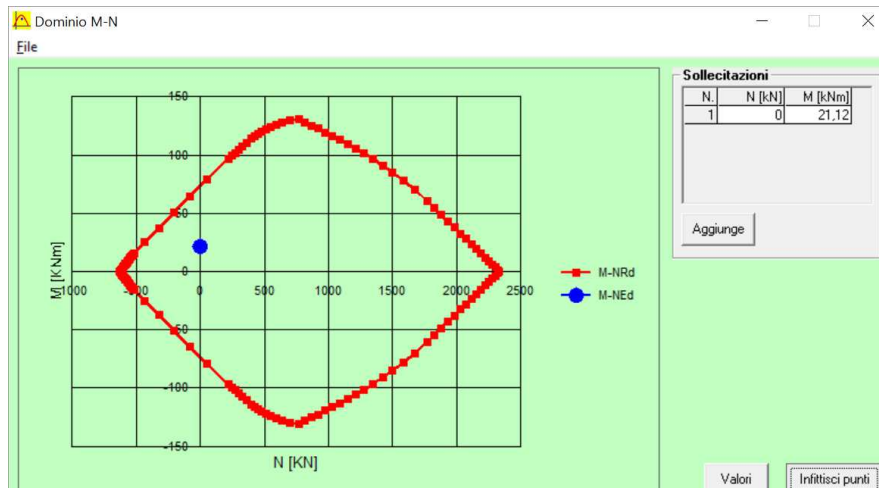 Dominio M-N
File
Sollecitazioni
N. N [kN] M [kNm]
1 0 21,12
Aggiunge
150
100
50
0
-1000 -500 0 500 1000 1500 2000 2500
-50
-100
-150
M [KNm]
N [KN]
M-NRd
M-NEd
Valori
Infittisci punti